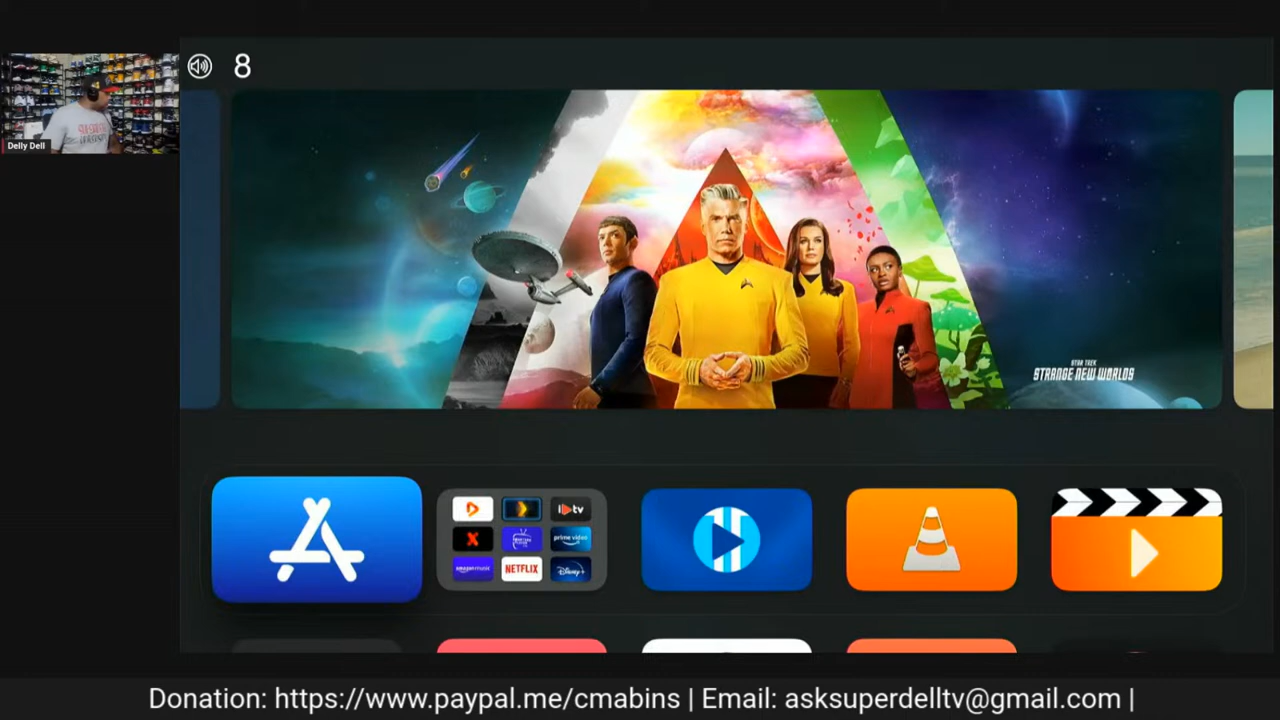 8
Delly Dell
STAR TREK
STRANGE NEW WORLDS
tv
prime video
amazon music
NETFLIX
Disney+
Donation: https://www.paypal.me/cmabins | Email: asksuperdelltv@gmail.com |